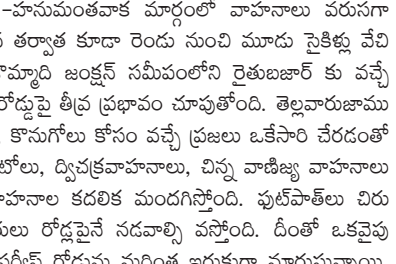 -హనుమంతవాక మార్గంలో వాహనాలు వరుసగా
తర్వాత కూడా రెండు నుంచి మూడు సైకిళ్లు వేచి
కొమ్మాది జంక్షన్ సమీపంలోని రైతుబజార్ కు వచ్చే
రోడ్డుపై తీవ్ర ప్రభావం చూపుతోంది. తెల్లవారుజాము
కొనుగోలు కోసం వచ్చే ప్రజలు ఒకేసారి చేరడంతో
టోలు, ద్విచక్రవాహనాలు, చిన్న వాణిజ్య వాహనాలు
వాహనాల కదలిక మందగిస్తోంది. ఫుట్‌పాత్‌లు చిరు
రోడ్లపైనే నడవాల్సి వస్తోంది. దీంతో ఒకవైపు